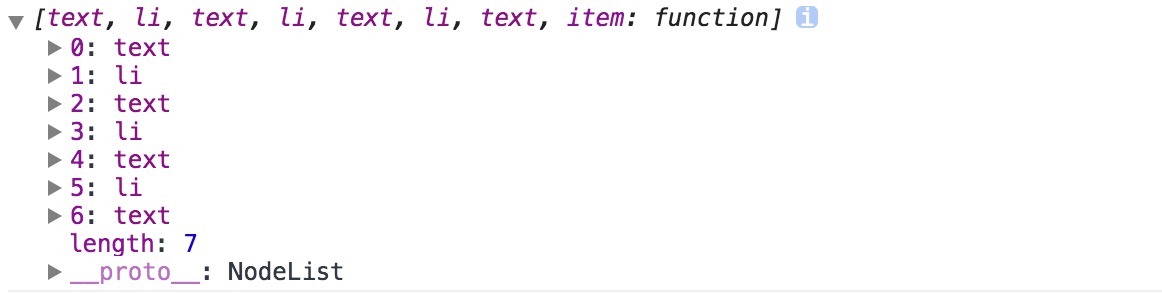 [text, li, text, li, text, li, text, item: function] i
0: text
1: li
2: text
3: li
4: text
5: li
6: text
length: 7
__proto__: NodeList